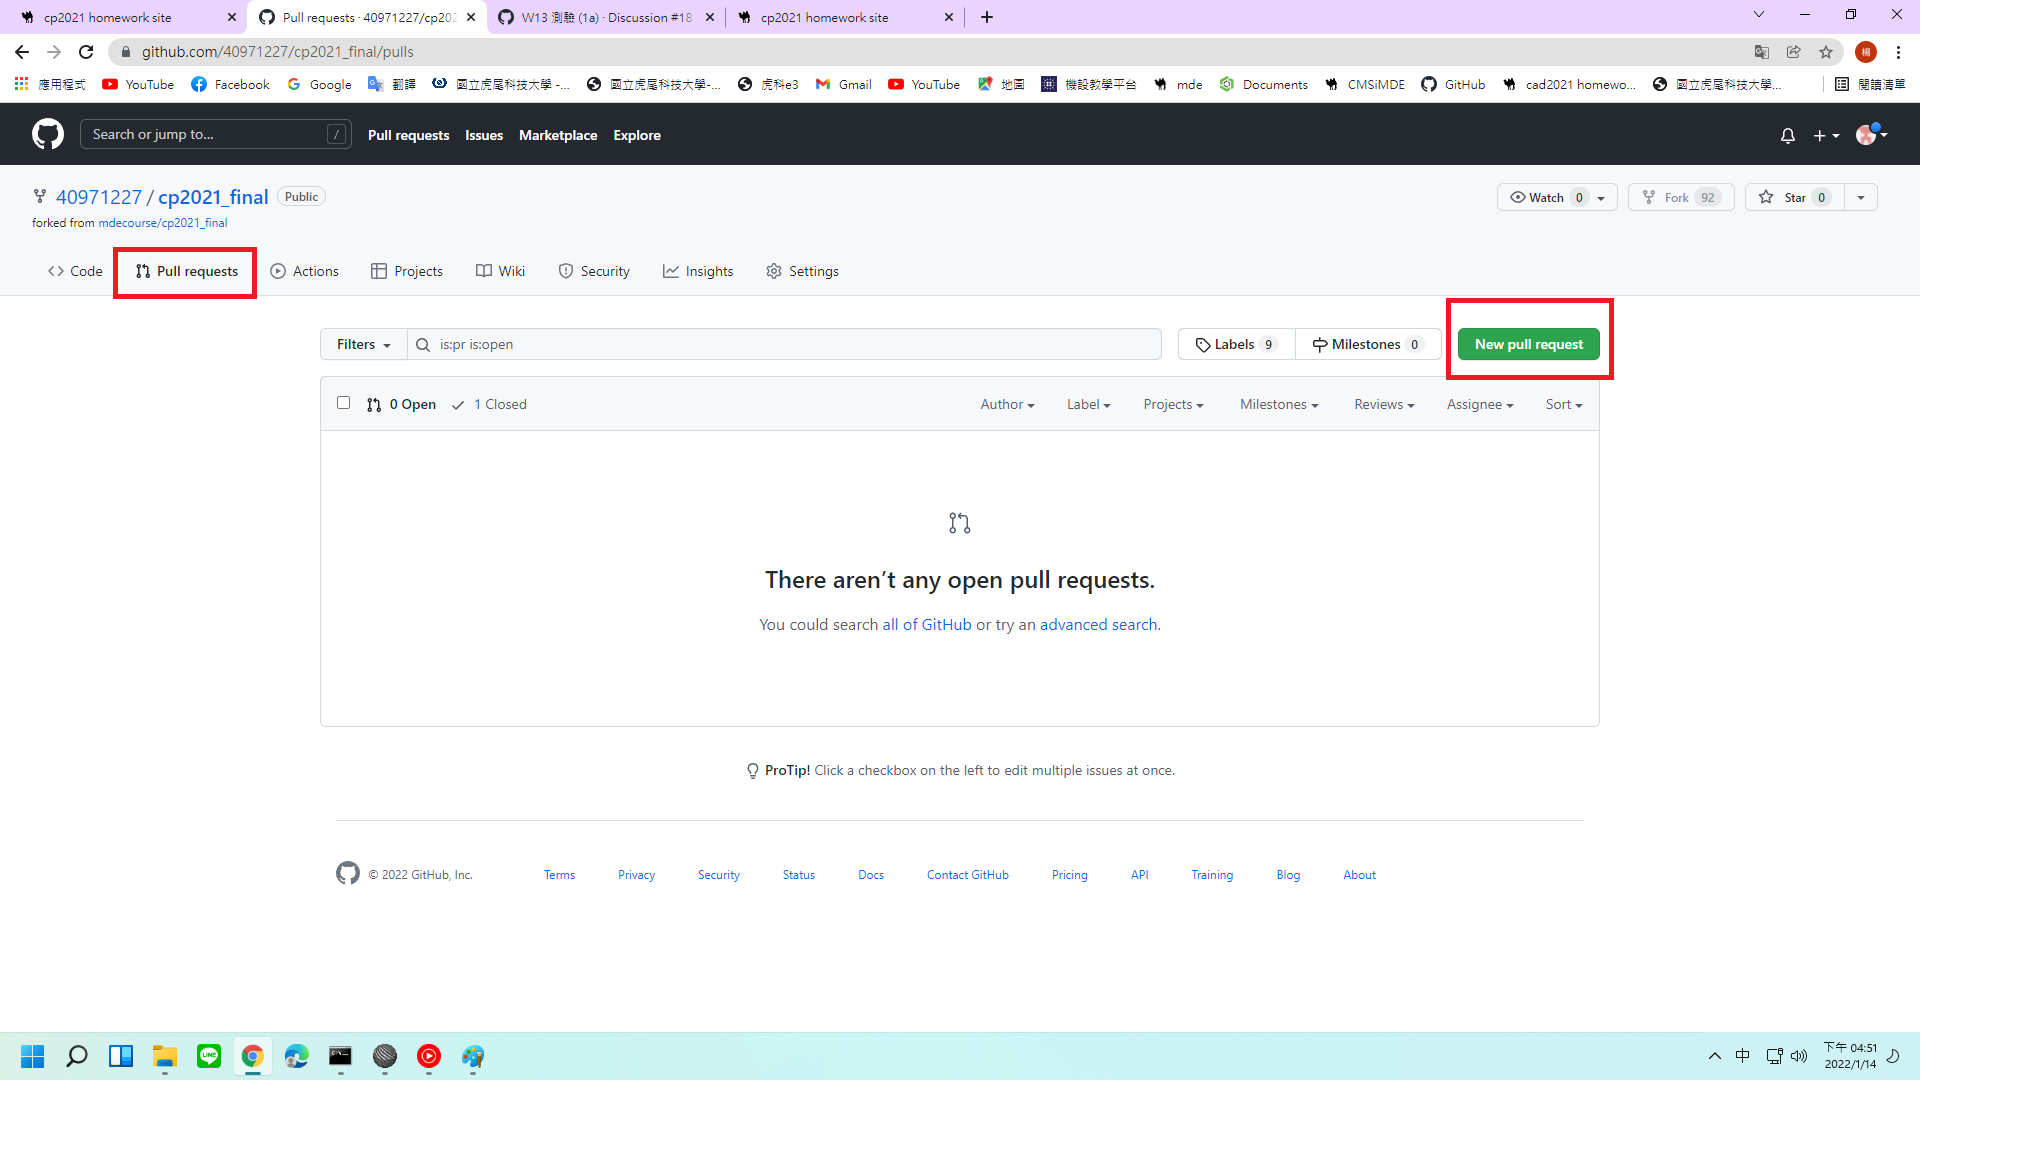 cp2021 homework site
Pull requests · 40971227/cp202
W13 測驗 (1a) · Discussion #18
cp2021 homework site
github.com/40971227/cp2021_final/pulls
楊
應用程式 YouTube Facebook Google 翻譯 國立虎尾科技大學 -... 國立虎尾科技大學-... 虎科e3 Gmail YouTube 地圖 機設教學平台 mde Documents CMSiMDE GitHub cad2021 homewo... 國立虎尾科技大學... 閱讀清單
Search or jump to... / Pull requests Issues Marketplace Explore
40971227 / cp2021_final Public
Watch 0 Fork 92 Star 0
forked from mdecourse/cp2021_final
Code Pull requests Actions Projects Wiki Security Insights Settings
Filters is:pr is:open Labels 9 Milestones 0 New pull request
0 Open 1 Closed Author Label Projects Milestones Reviews Assignee Sort
There aren’t any open pull requests.
You could search all of GitHub or try an advanced search.
ProTip! Click a checkbox on the left to edit multiple issues at once.
© 2022 GitHub, Inc. Terms Privacy Security Status Docs Contact GitHub Pricing API Training Blog About
LINE
中
下午 04:51
2022/1/14